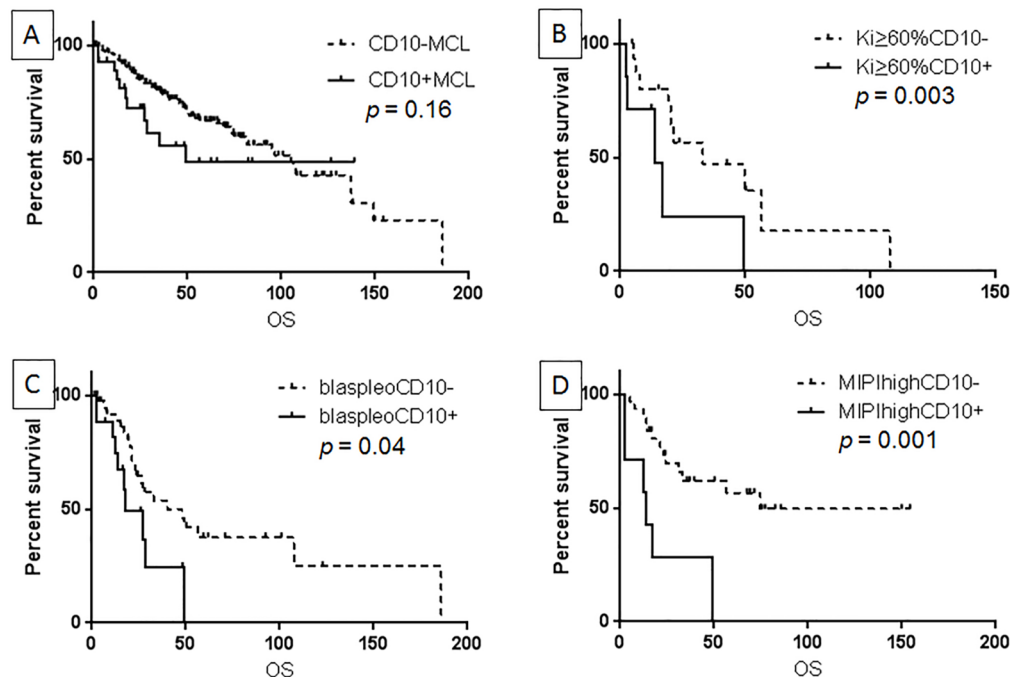 A
CD10-MCL
CD10+MCL
p = 0.16
Percent survival
100
50
0
0 50 100 150 200
OS
B
Ki≥60%CD10-
Ki≥60%CD10+
p = 0.003
Percent survival
100
50
0
0 50 100 150
OS
C
blaspleoCD10-
blaspleoCD10+
p = 0.04
Percent survival
100
50
0
0 50 100 150 200
OS
D
MIPIhighCD10-
MIPIhighCD10+
p = 0.001
Percent survival
100
50
0
0 50 100 150 200
OS